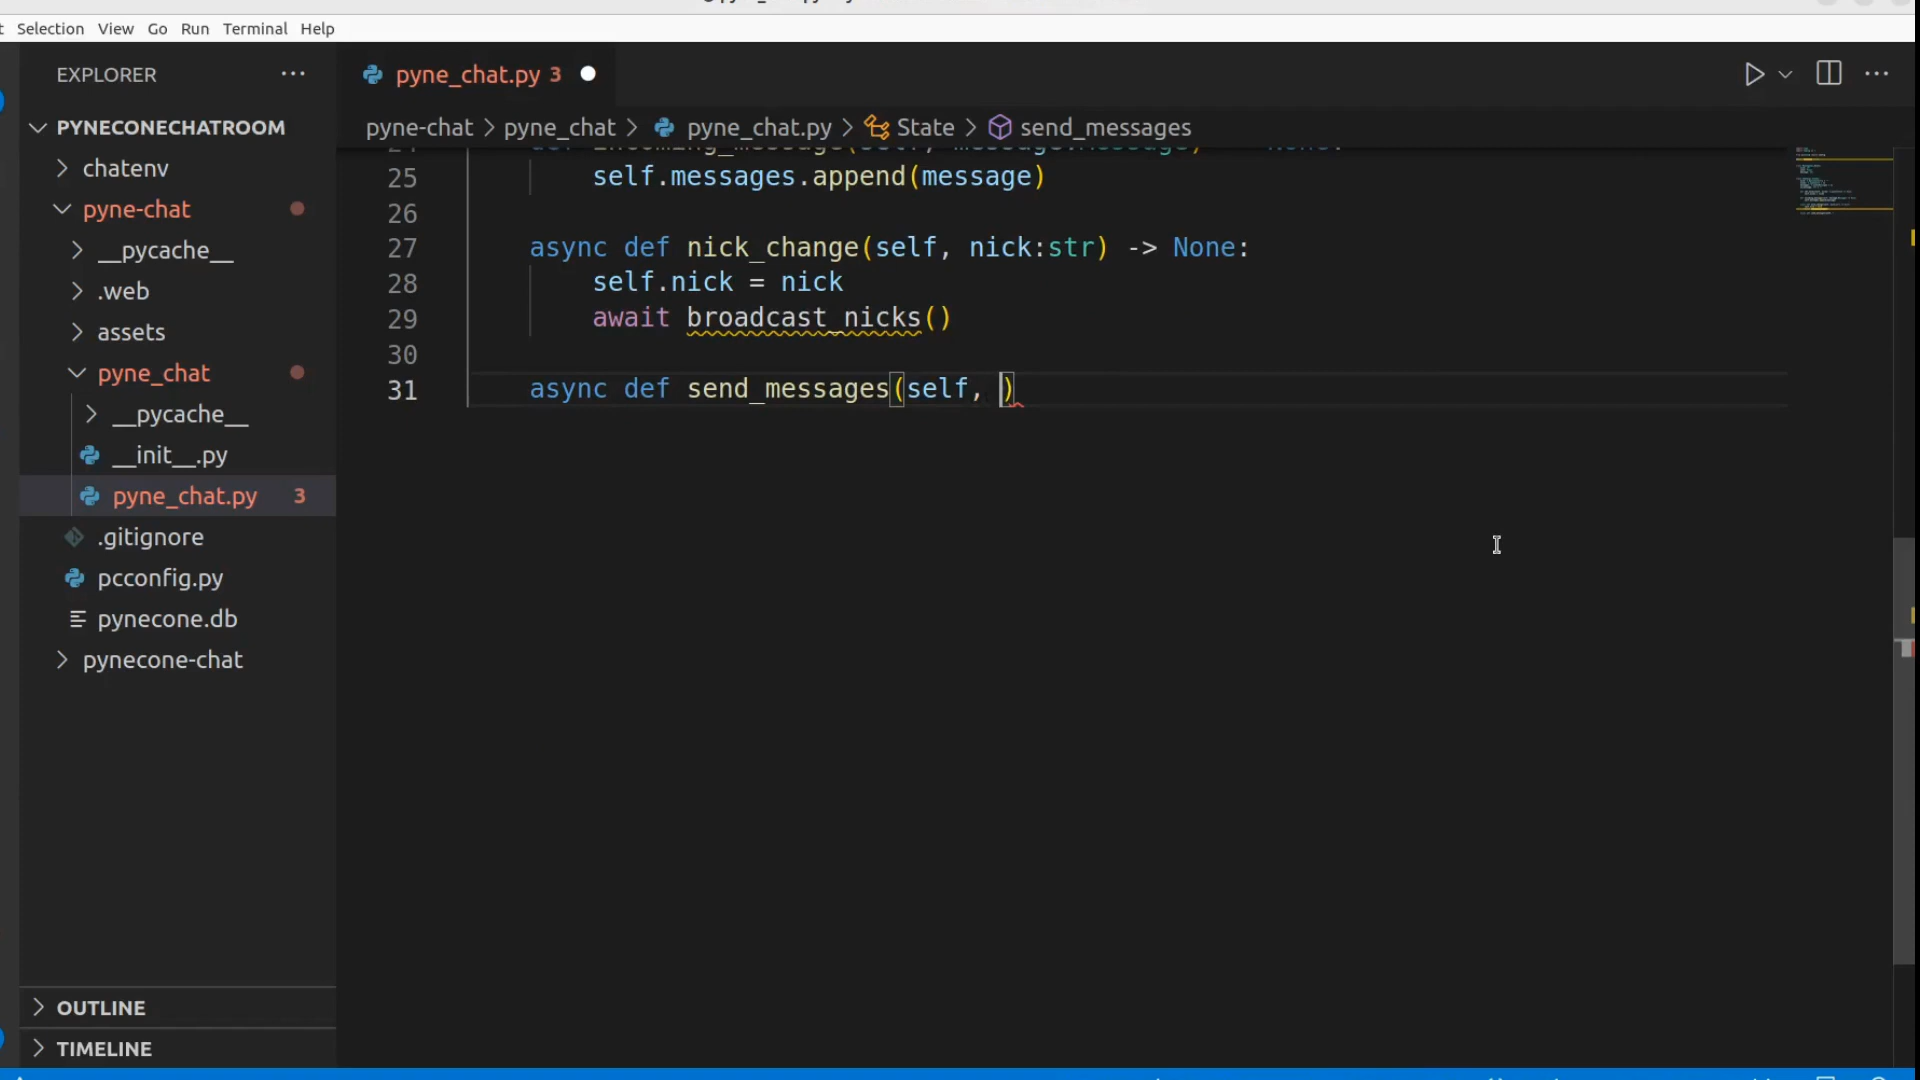 Selection View Go Run Terminal Help
EXPLORER
pyne_chat.py 3
PYNECONECHATROOM
pyne-chat > pyne_chat > pyne_chat.py > State > send_messages
chatenv
pyne-chat
__pycache__
.web
assets
pyne_chat
__pycache__
__init__.py
pyne_chat.py 3
.gitignore
pcconfig.py
pynecone.db
pynecone-chat
OUTLINE
TIMELINE
25 self.messages.append(message)
26
27 async def nick_change(self, nick:str) -> None:
28 self.nick = nick
29 await broadcast_nicks()
30
31 async def send_messages(self, )